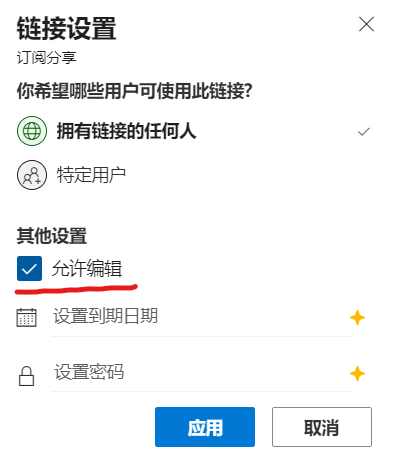 链接设置
订阅分享
你希望哪些用户可使用此链接?
拥有链接的任何人
特定用户
其他设置
允许编辑
设置到期日期
设置密码
应用
取消